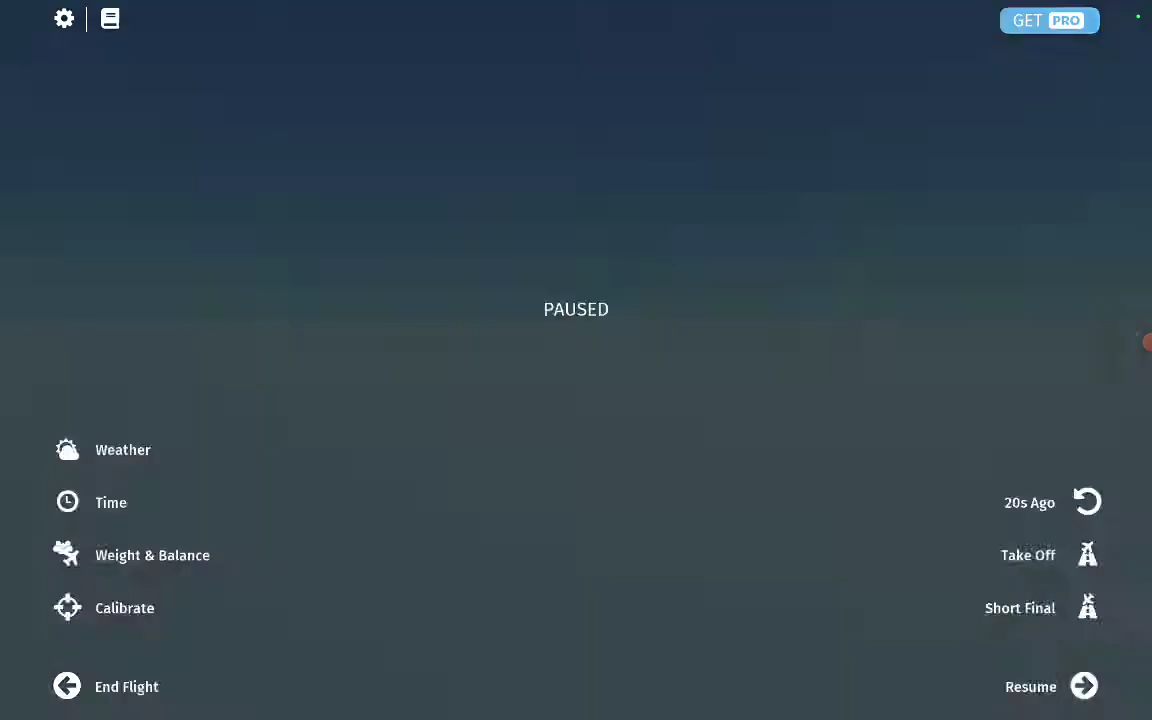 GET PRO
PAUSED
Weather
Time
20s Ago
Weight & Balance
Take Off
Calibrate
Short Final
End Flight
Resume